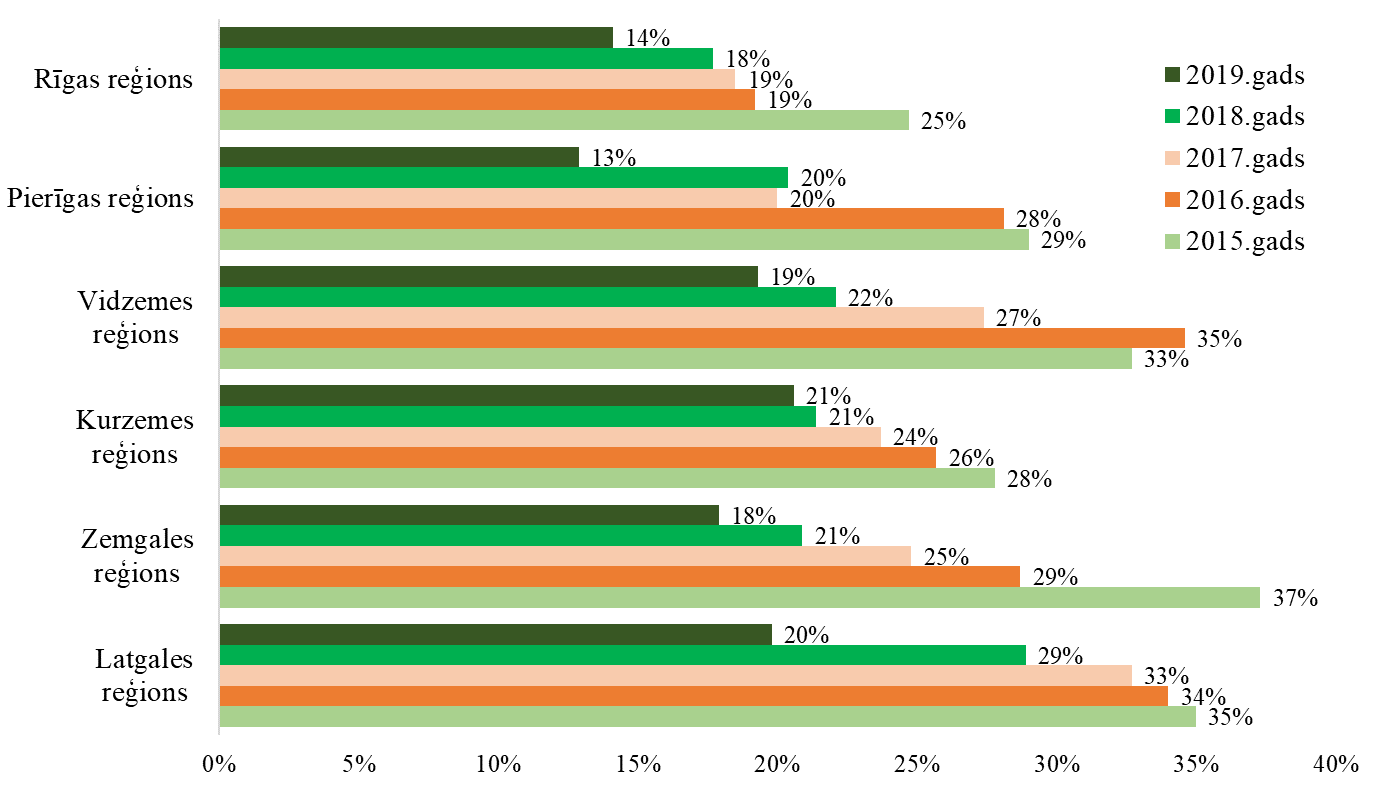 Rīgas reģions
14%
18%
19%
19%
25%
Pierīgas reģions
13%
20%
20%
28%
29%
Vidzemes
reģions
19%
22%
27%
35%
33%
Kurzemes
reģions
21%
21%
24%
26%
28%
Zemgales
reģions
18%
21%
25%
29%
37%
Latgales
reģions
20%
29%
33%
34%
35%
0% 5% 10% 15% 20% 25% 30% 35% 40%
2019.gads
2018.gads
2017.gads
2016.gads
2015.gads